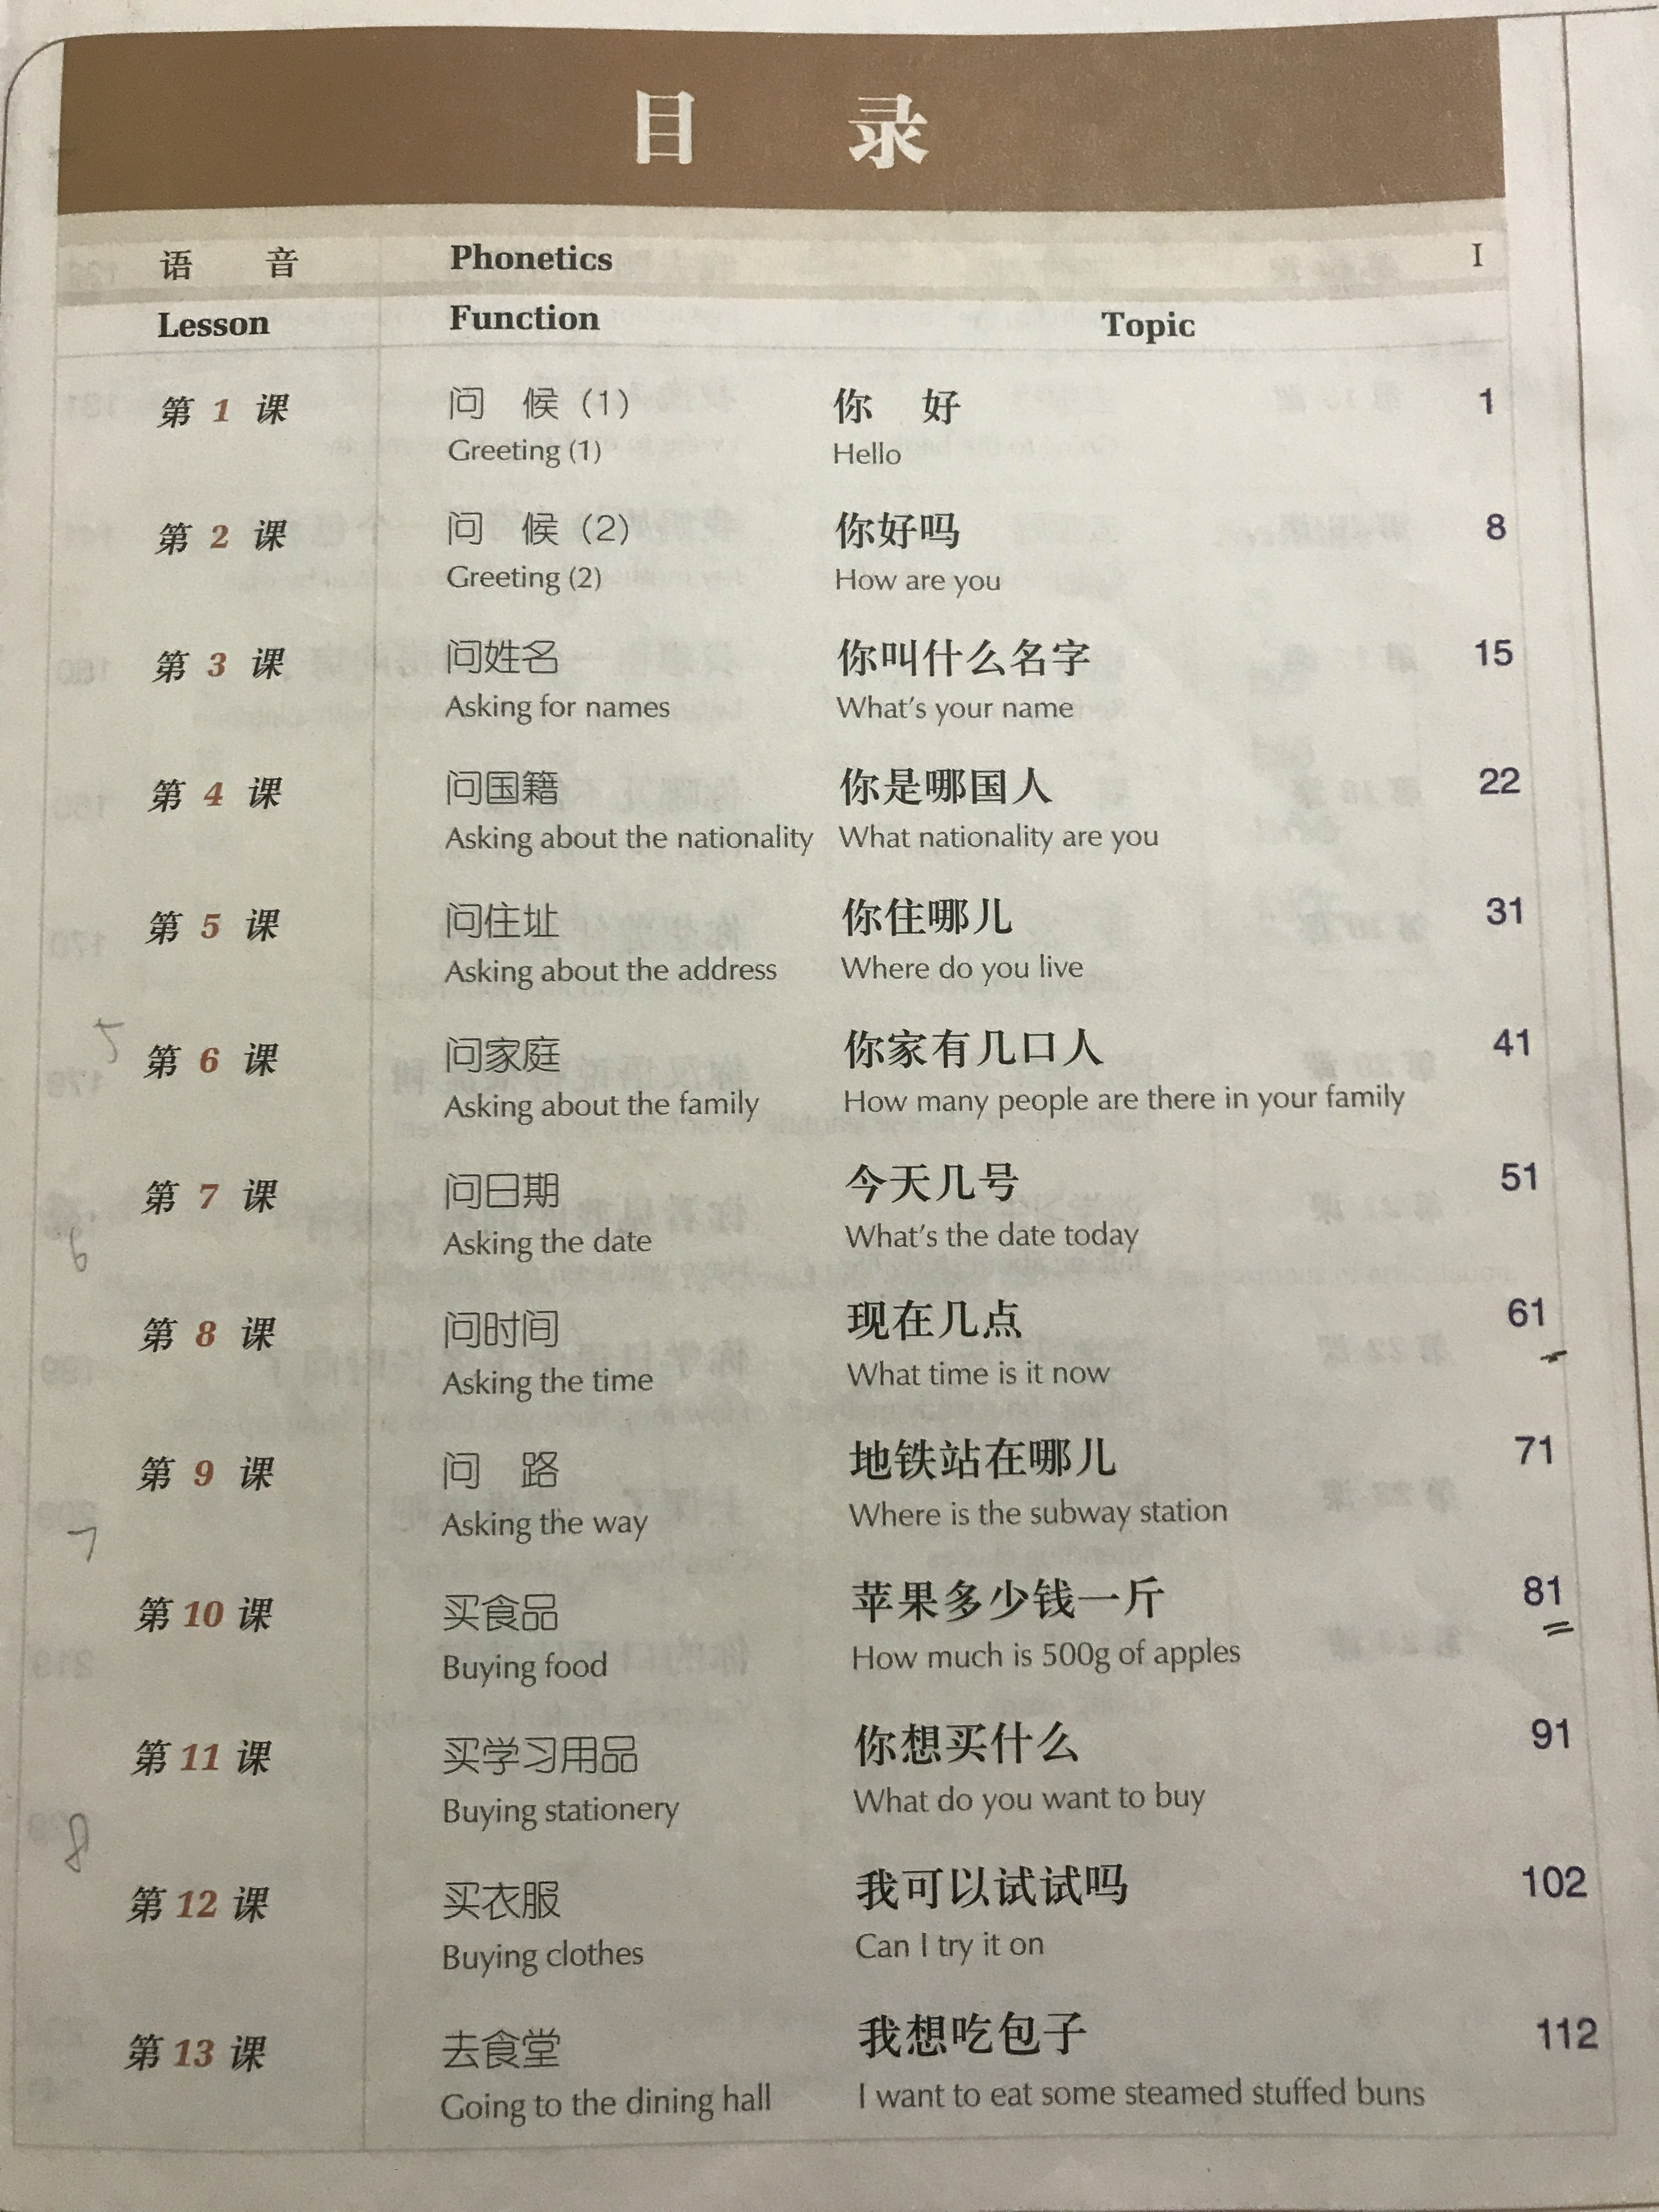 目 录
语 音 Phonetics I
Lesson Function Topic
第 1 课 问 候（1） 你 好 1
Greeting (1) Hello
第 2 课 问 候（2） 你好吗 8
Greeting (2) How are you
第 3 课 问姓名 你叫什么名字 15
Asking for names What's your name
第 4 课 问国籍 你是哪国人 22
Asking about the nationality What nationality are you
第 5 课 问住址 你住哪儿 31
Asking about the address Where do you live
5
第 6 课 问家庭 你家有几口人 41
Asking about the family How many people are there in your family
第 7 课 问日期 今天几号 51
Asking the date What's the date today
6
第 8 课 问时间 现在几点 61
Asking the time What time is it now
第 9 课 问 路 地铁站在哪儿 71
Asking the way Where is the subway station
7
第 10 课 买食品 苹果多少钱一斤 81
Buying food How much is 500g of apples
第 11 课 买学习用品 你想买什么 91
Buying stationery What do you want to buy
8
第 12 课 买衣服 我可以试试吗 102
Buying clothes Can I try it on
第 13 课 去食堂 我想吃包子 112
Going to the dining hall I want to eat some steamed stuffed buns